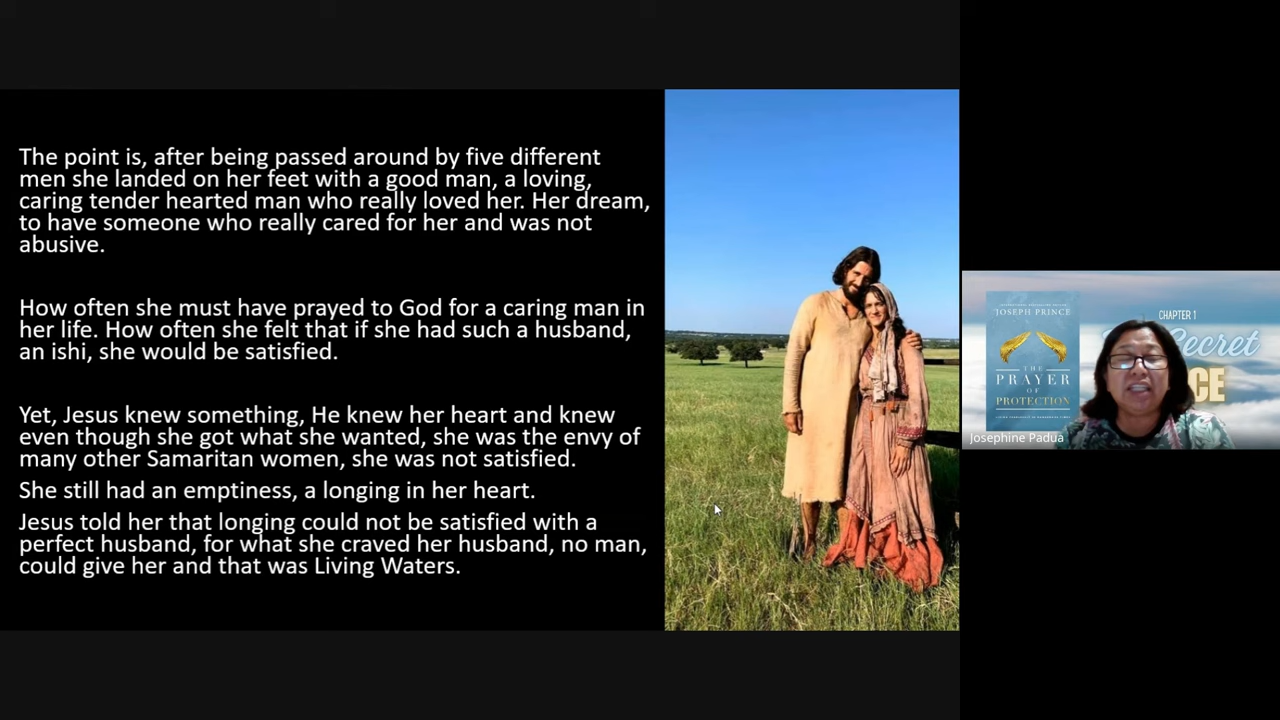 The point is, after being passed around by five different
men she landed on her feet with a good man, a loving,
caring tender hearted man who really loved her. Her dream,
to have someone who really cared for her and was not
abusive.
How often she must have prayed to God for a caring man in
her life. How often she felt that if she had such a husband,
an ishi, she would be satisfied.
Yet, Jesus knew something, He knew her heart and knew
even though she got what she wanted, she was the envy of
many other Samaritan women, she was not satisfied.
She still had an emptiness, a longing in her heart.
Jesus told her that longing could not be satisfied with a
perfect husband, for what she craved her husband, no man,
could give her and that was Living Waters.
JOSEPH PRINCE
THE
PRAYER
OF
PROTECTION
CHAPTER 1
Josephine Padua